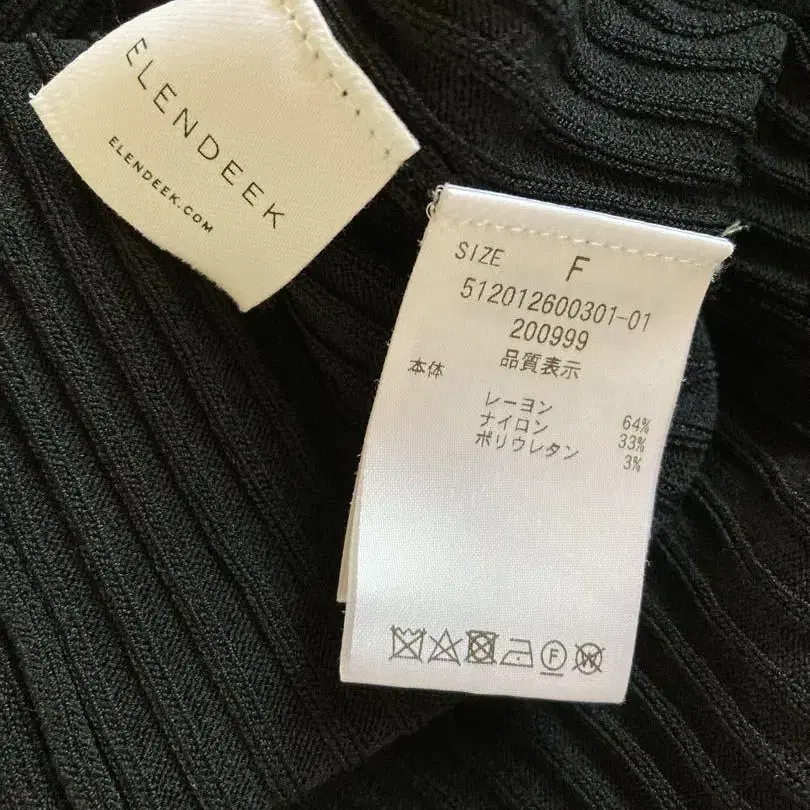 ELENDEEK
ELENDEEK.COM
SIZE F
512012600301-01
200999
品質表示
本体
レーヨン 64%
ナイロン 33%
ポリウレタン 3%
F
W